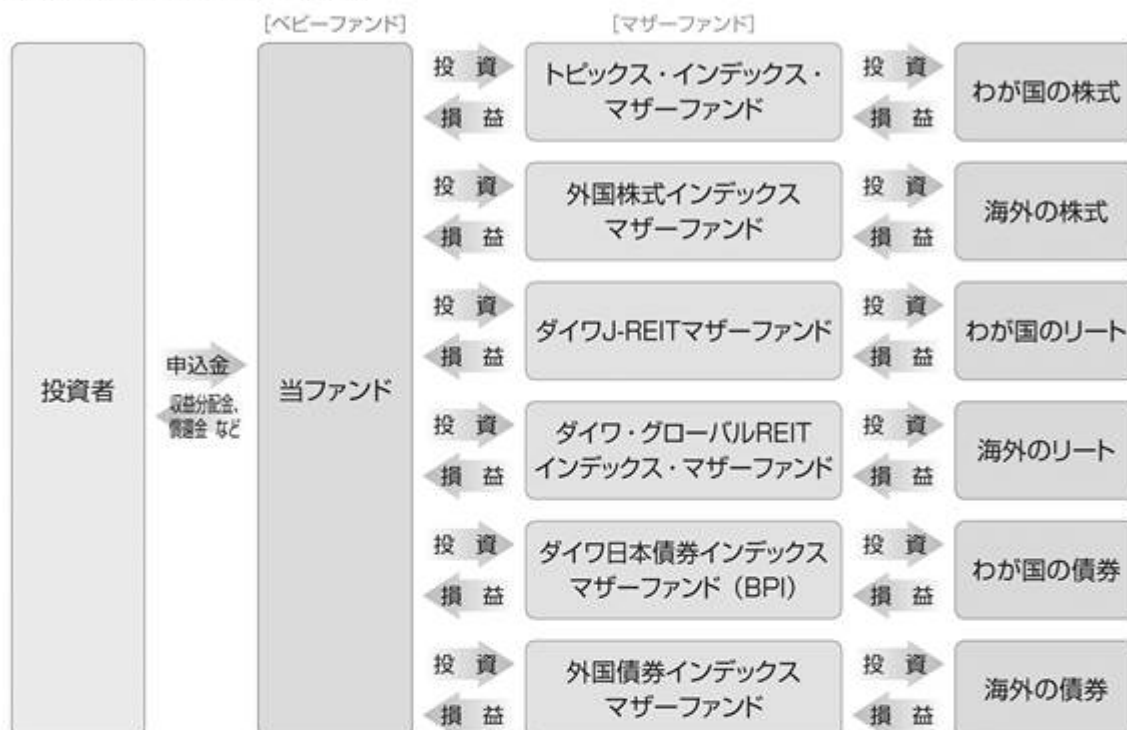 [ベビーファンド]
[マザーファンド]
投資者
申込金
収益分配金、
償還金 など
当ファンド
投 資
損 益
トピックス・インデックス・
マザーファンド
投 資
損 益
わが国の株式
投 資
損 益
外国株式インデックス
マザーファンド
投 資
損 益
海外の株式
投 資
損 益
ダイワJ-REITマザーファンド
投 資
損 益
わが国のリート
投 資
損 益
ダイワ・グローバルREIT
インデックス・マザーファンド
投 資
損 益
海外のリート
投 資
損 益
ダイワ日本債券インデックス
マザーファンド（BPI）
投 資
損 益
わが国の債券
投 資
損 益
外国債券インデックス
マザーファンド
投 資
損 益
海外の債券